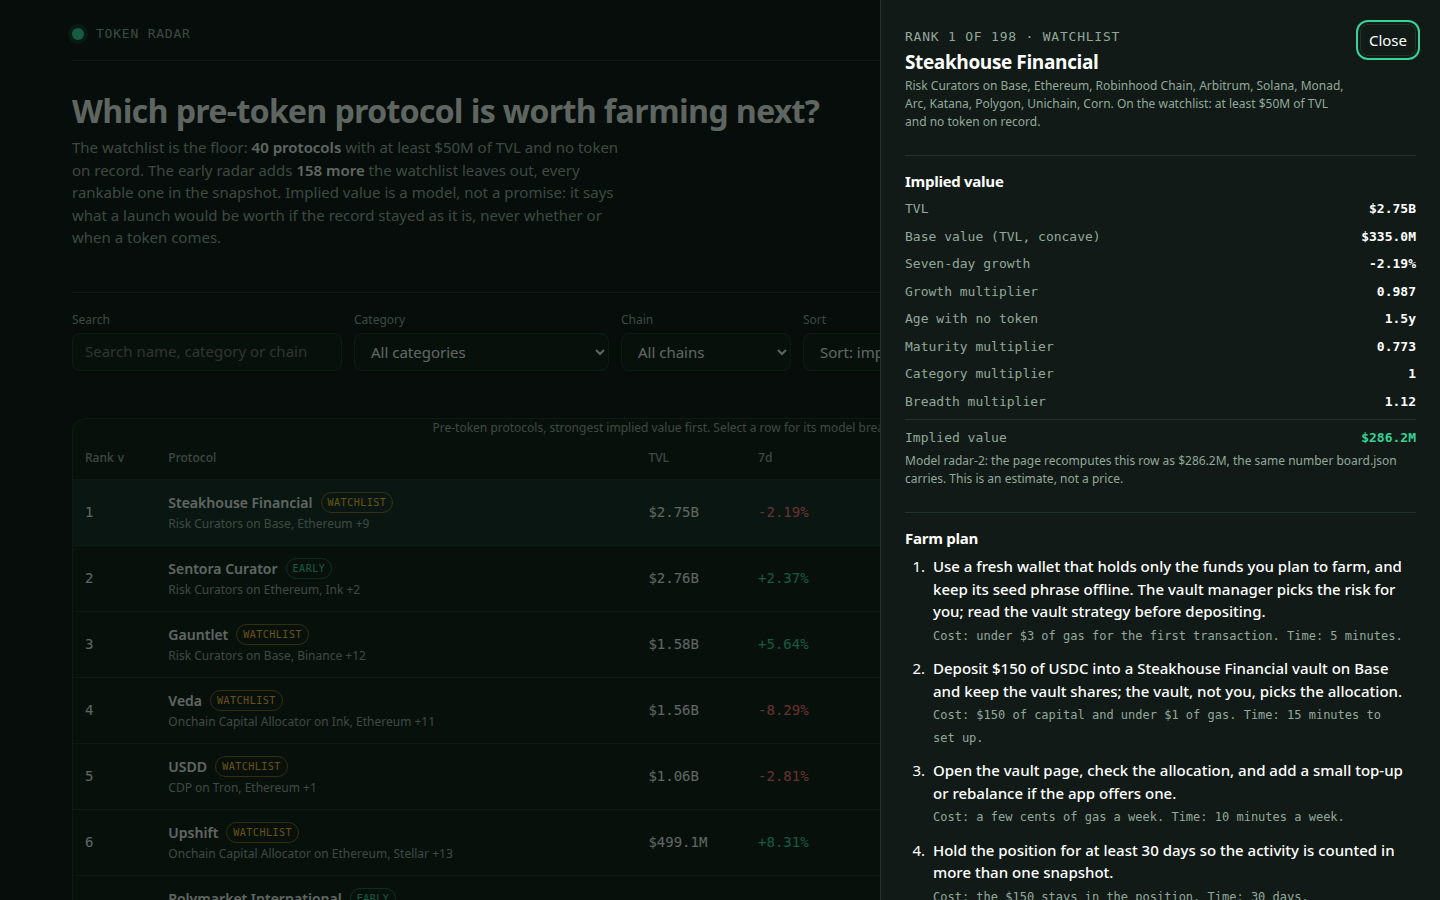 TOKEN RADAR
Which pre-token protocol is worth farming next?
The watchlist is the floor: 40 protocols with at least $50M of TVL and no token
on record. The early radar adds 158 more the watchlist leaves out, every
rankable one in the snapshot. Implied value is a model, not a promise: it says
what a launch would be worth if the record stayed as it is, never whether or
when a token comes.
Search
Category
Chain
Sort
Search name, category or chain
All categories
All chains
Sort: imp
Pre-token protocols, strongest implied value first. Select a row for its model brea
Rank v
Protocol
TVL
7d
1
Steakhouse Financial WATCHLIST
Risk Curators on Base, Ethereum +9
$2.75B
-2.19%
2
Sentora Curator EARLY
Risk Curators on Ethereum, Ink +2
$2.76B
+2.37%
3
Gauntlet WATCHLIST
Risk Curators on Base, Binance +12
$1.58B
+5.64%
4
Veda WATCHLIST
Onchain Capital Allocator on Ink, Ethereum +11
$1.56B
-8.29%
5
USDD WATCHLIST
CDP on Tron, Ethereum +1
$1.06B
-2.81%
6
Upshift WATCHLIST
Onchain Capital Allocator on Ethereum, Stellar +13
$499.1M
+8.31%
Polymarket International EARLY
RANK 1 OF 198 · WATCHLIST
Close
Steakhouse Financial
Risk Curators on Base, Ethereum, Robinhood Chain, Arbitrum, Solana, Monad,
Arc, Katana, Polygon, Unichain, Corn. On the watchlist: at least $50M of TVL
and no token on record.
Implied value
TVL $2.75B
Base value (TVL, concave) $335.0M
Seven-day growth -2.19%
Growth multiplier 0.987
Age with no token 1.5y
Maturity multiplier 0.773
Category multiplier 1
Breadth multiplier 1.12
Implied value $286.2M
Model radar-2: the page recomputes this row as $286.2M, the same number board.json
carries. This is an estimate, not a price.
Farm plan
1. Use a fresh wallet that holds only the funds you plan to farm, and
keep its seed phrase offline. The vault manager picks the risk for
you; read the vault strategy before depositing.
Cost: under $3 of gas for the first transaction. Time: 5 minutes.
2. Deposit $150 of USDC into a Steakhouse Financial vault on Base
and keep the vault shares; the vault, not you, picks the allocation.
Cost: $150 of capital and under $1 of gas. Time: 15 minutes to
set up.
3. Open the vault page, check the allocation, and add a small top-up
or rebalance if the app offers one.
Cost: a few cents of gas a week. Time: 10 minutes a week.
4. Hold the position for at least 30 days so the activity is counted in
more than one snapshot.
Cost: the $150 stays in the position. Time: 30 days.